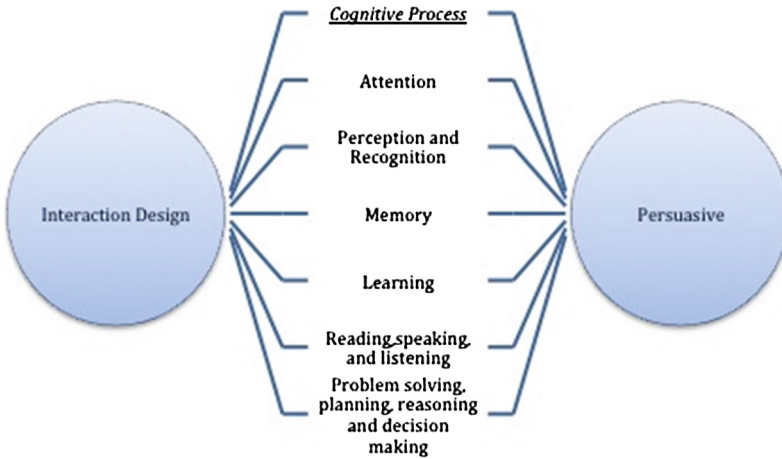 Cognitive Process
Attention
Perception and
Recognition
Interaction Design
Memory
Persuasive
Learning
Reading,speaking,
and listening
Problem solving,
planning, reasoning
and decision
making